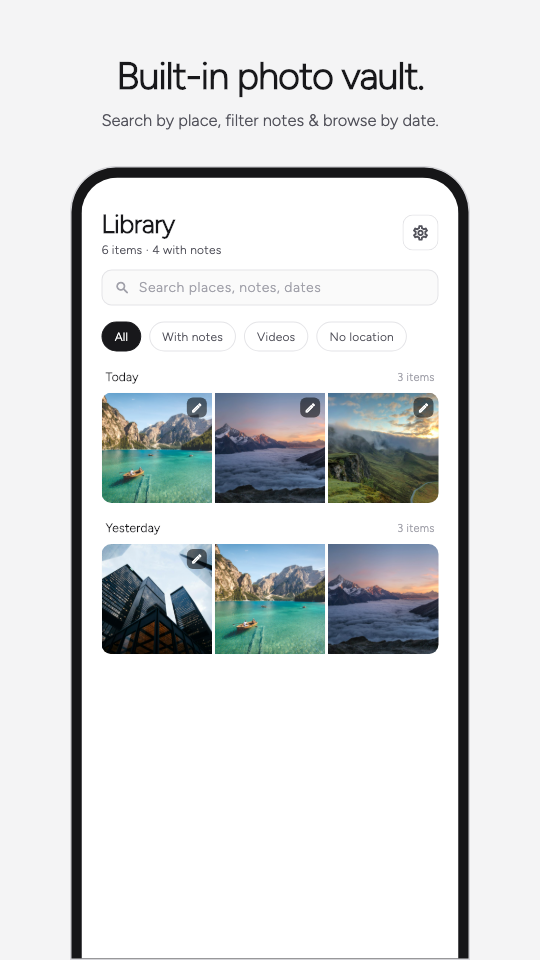 Built-in photo vault.
Search by place, filter notes & browse by date.
Library
6 items · 4 with notes
Search places, notes, dates
All With notes Videos No location
Today 3 items
Yesterday 3 items